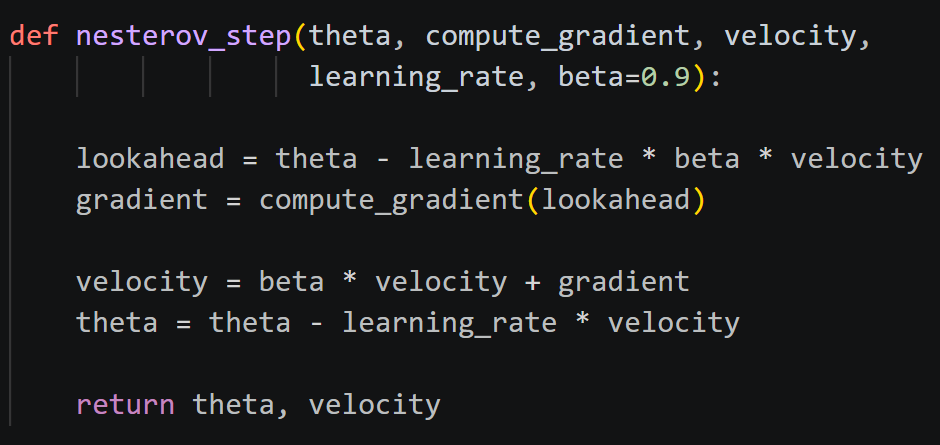 def nesterov_step(theta, compute_gradient, velocity,
                  learning_rate, beta=0.9):
    lookahead = theta - learning_rate * beta * velocity
    gradient = compute_gradient(lookahead)
    velocity = beta * velocity + gradient
    theta = theta - learning_rate * velocity
    return theta, velocity